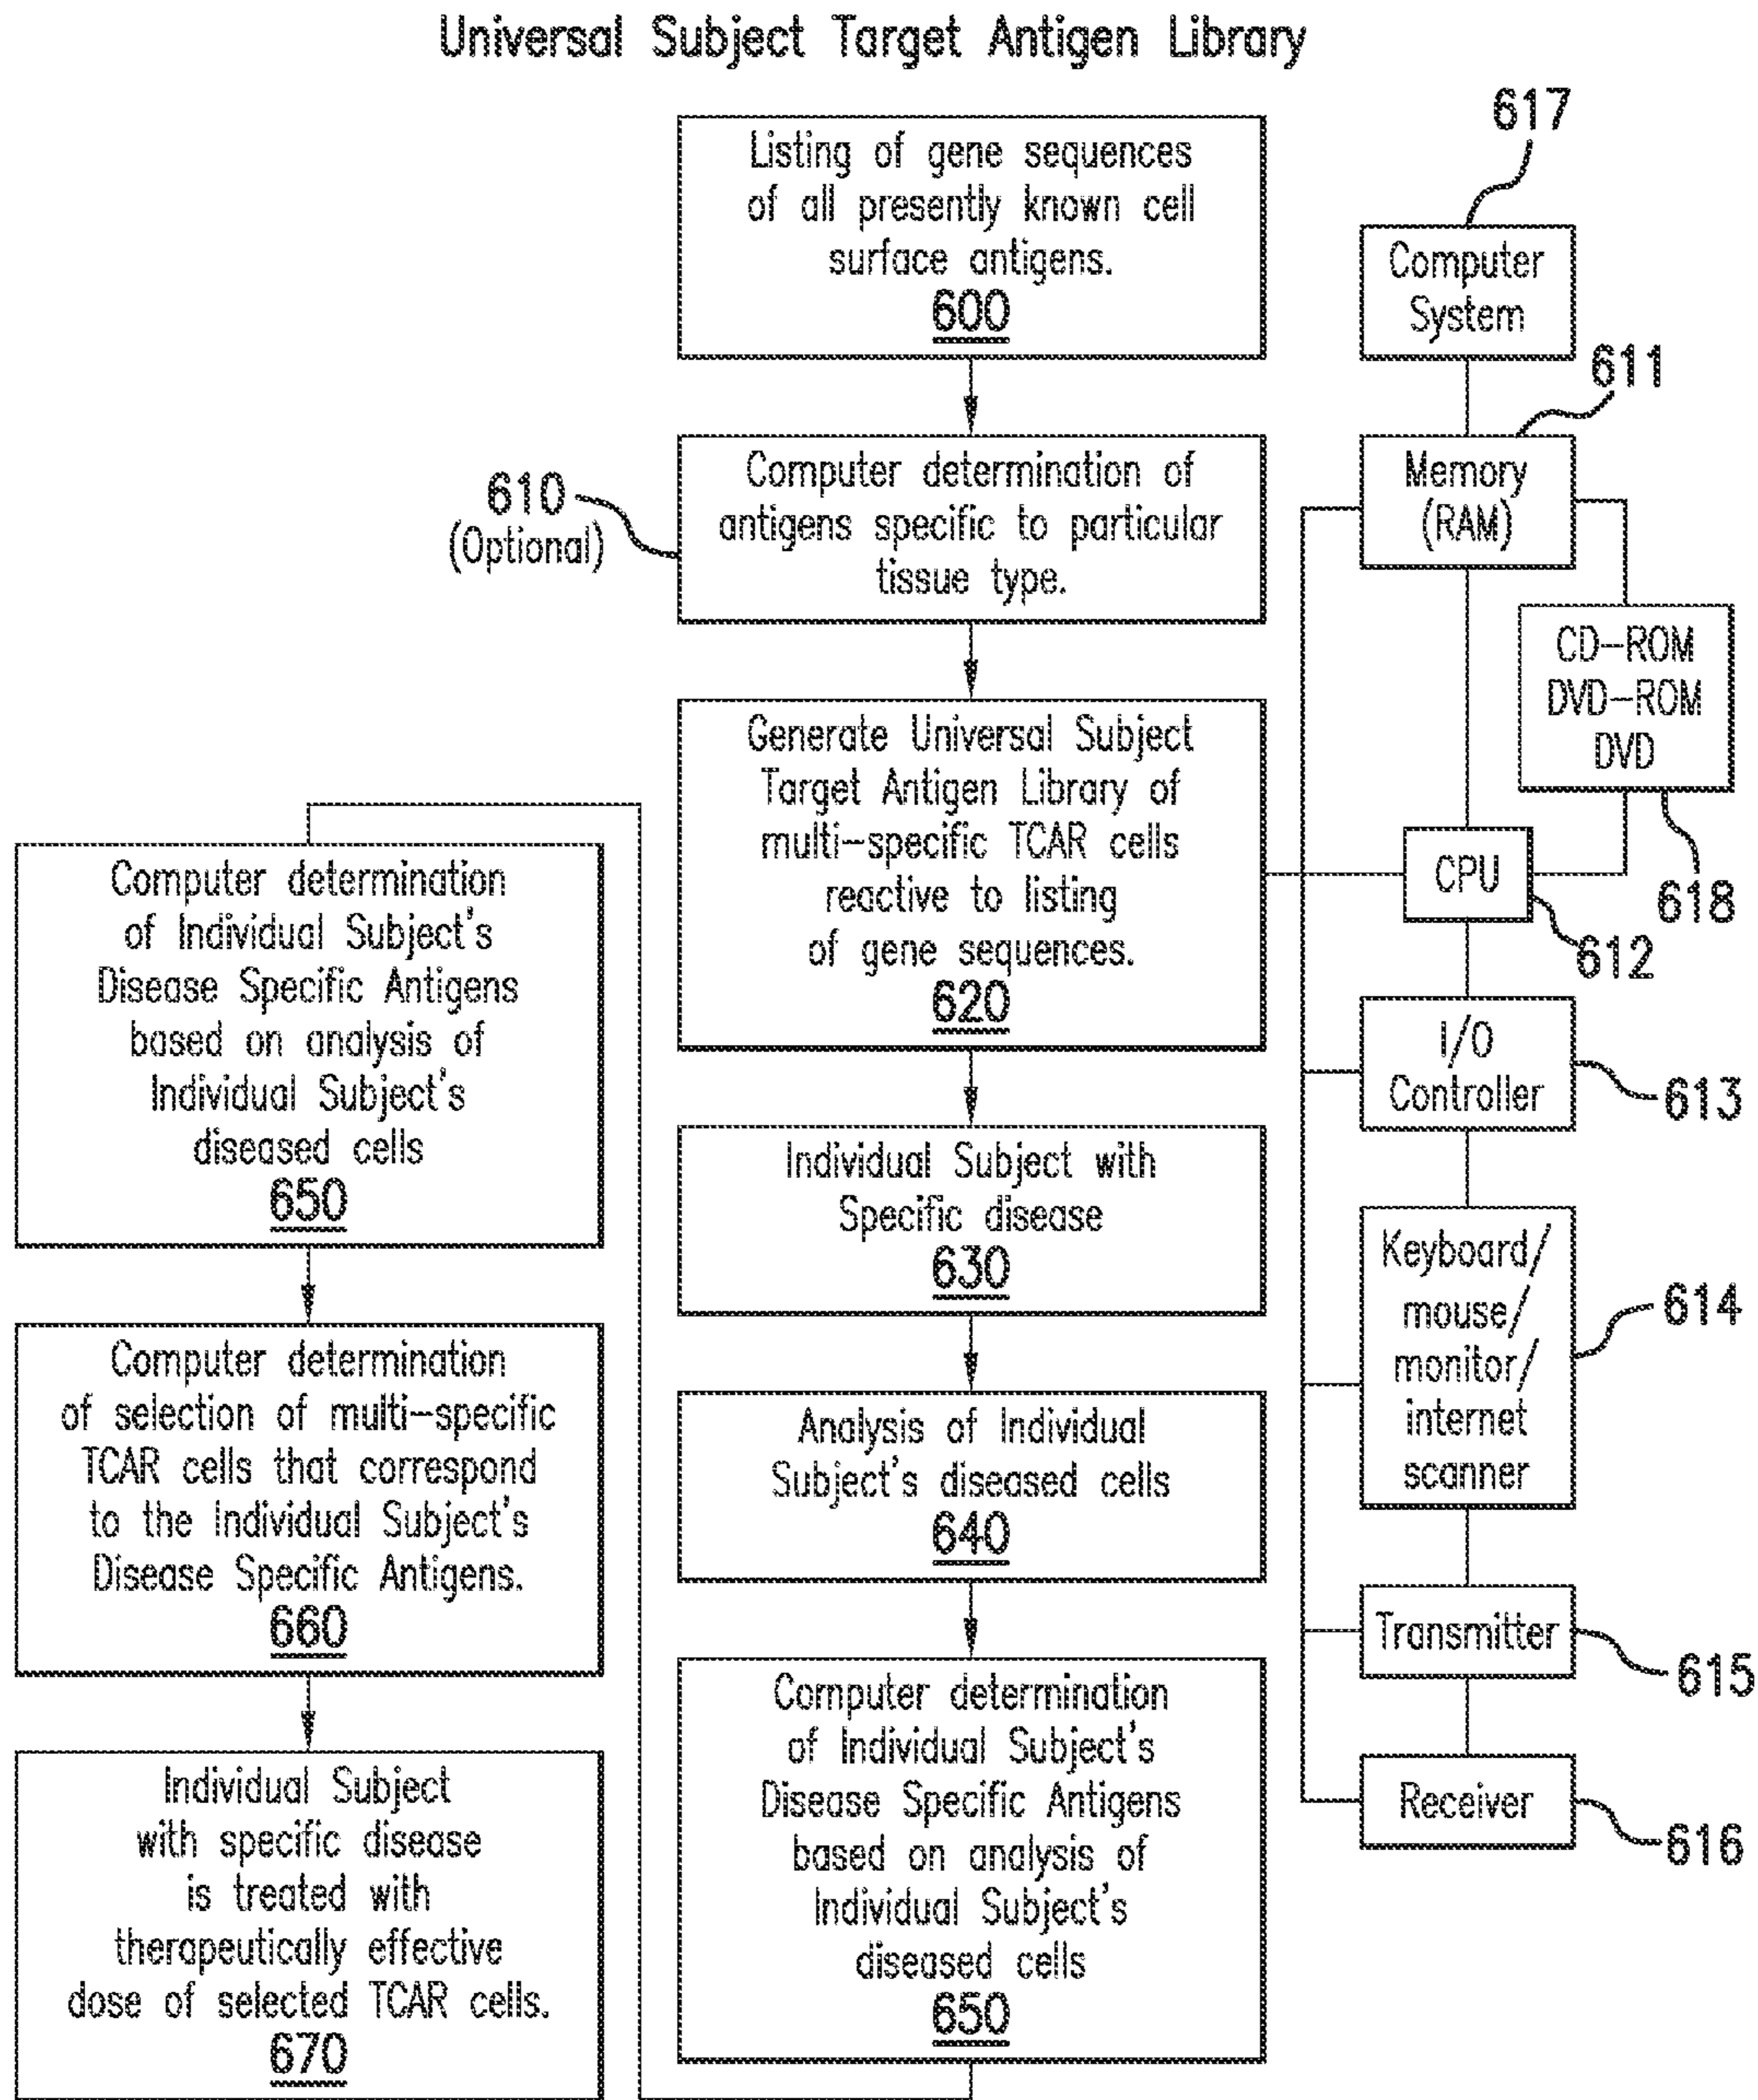 Universal Subject Target Antigen Library
Listing of gene sequences
of all presently known cell
surface antigens.
600
610
(Optional)
Computer determination of
antigens specific to particular
tissue type.
Generate Universal Subject
Target Antigen Library of
multi-specific TCAR cells
reactive to listing
of gene sequences.
620
Individual Subject with
Specific disease
630
Analysis of Individual
Subject's diseased cells
640
Computer determination
of Individual Subject's
Disease Specific Antigens
based on analysis of
Individual Subject's
diseased cells
650
Computer determination
of Individual Subject's
Disease Specific Antigens
based on analysis of
Individual Subject's
diseased cells
650
Computer determination
of selection of multi-specific
TCAR cells that correspond
to the Individual Subject's
Disease Specific Antigens.
660
Individual Subject
with specific disease
is treated with
therapeutically effective
dose of selected TCAR cells.
670
617
Computer
System
611
Memory
(RAM)
CD-ROM
DVD-ROM
DVD
618
CPU
612
I/O
Controller
613
Keyboard/
mouse/
monitor/
internet
scanner
614
Transmitter
615
Receiver
616